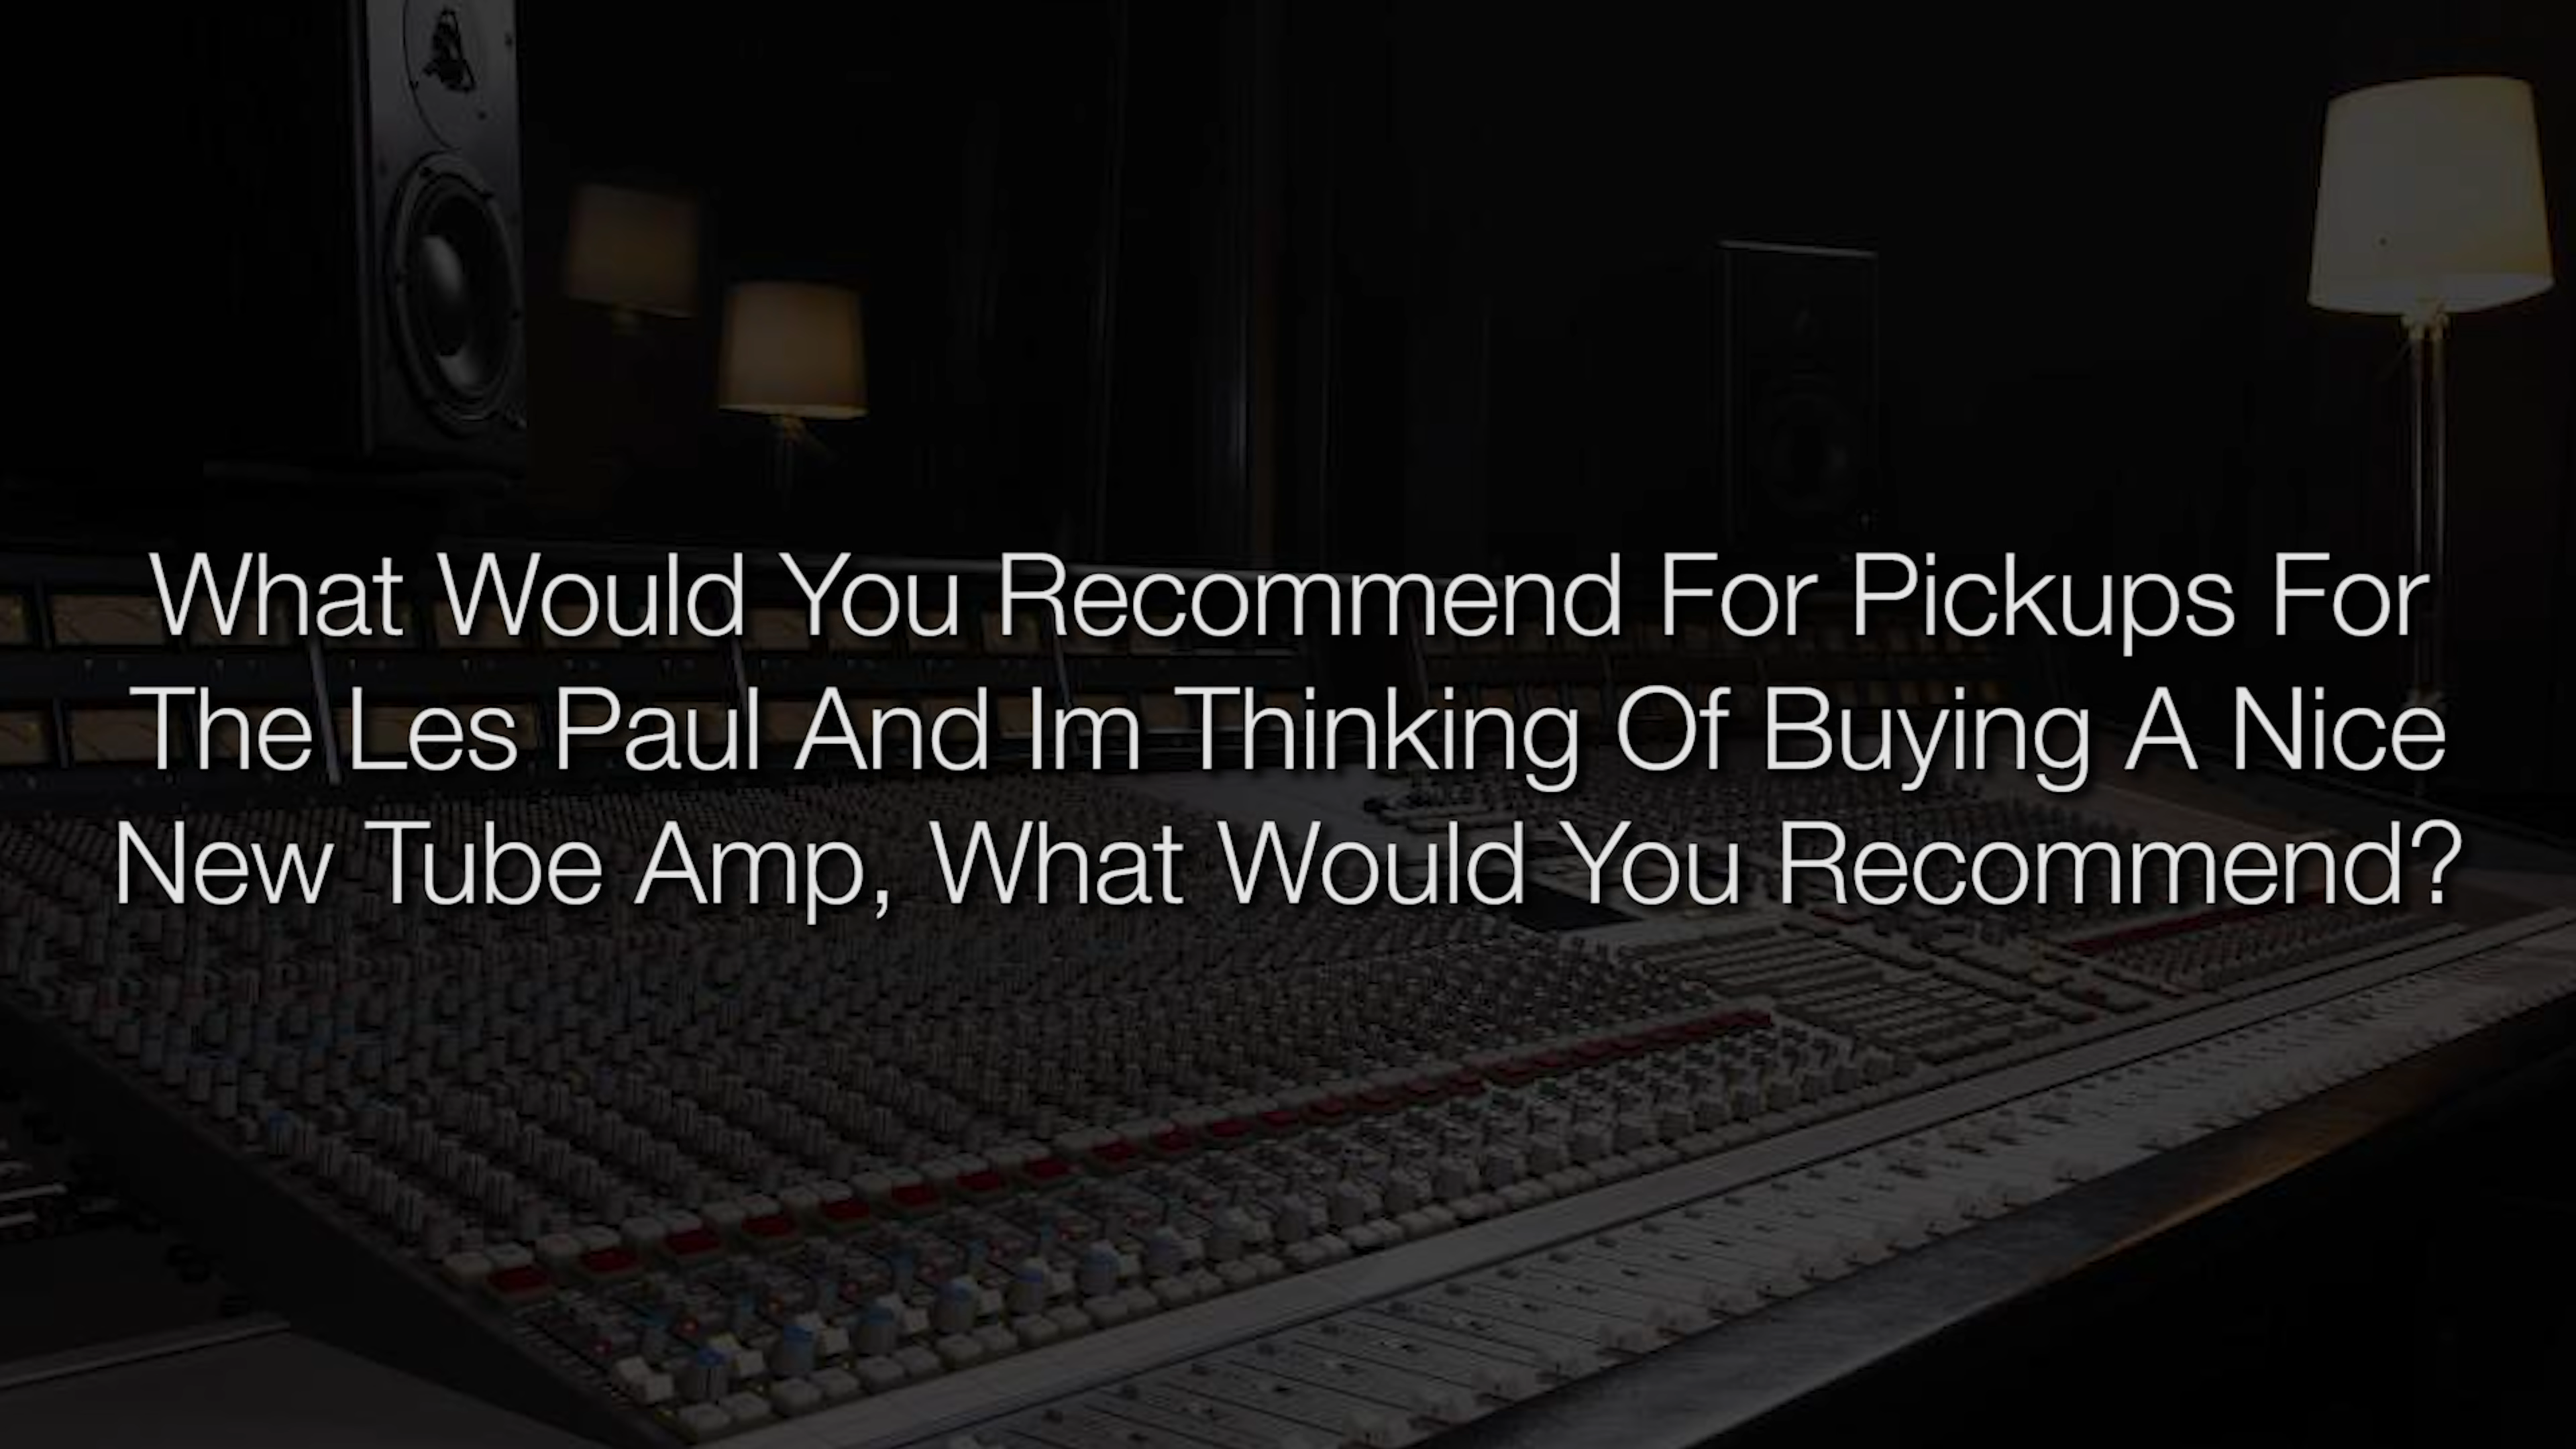 What Would You Recommend For Pickups For
The Les Paul And Im Thinking Of Buying A Nice
New Tube Amp, What Would You Recommend?